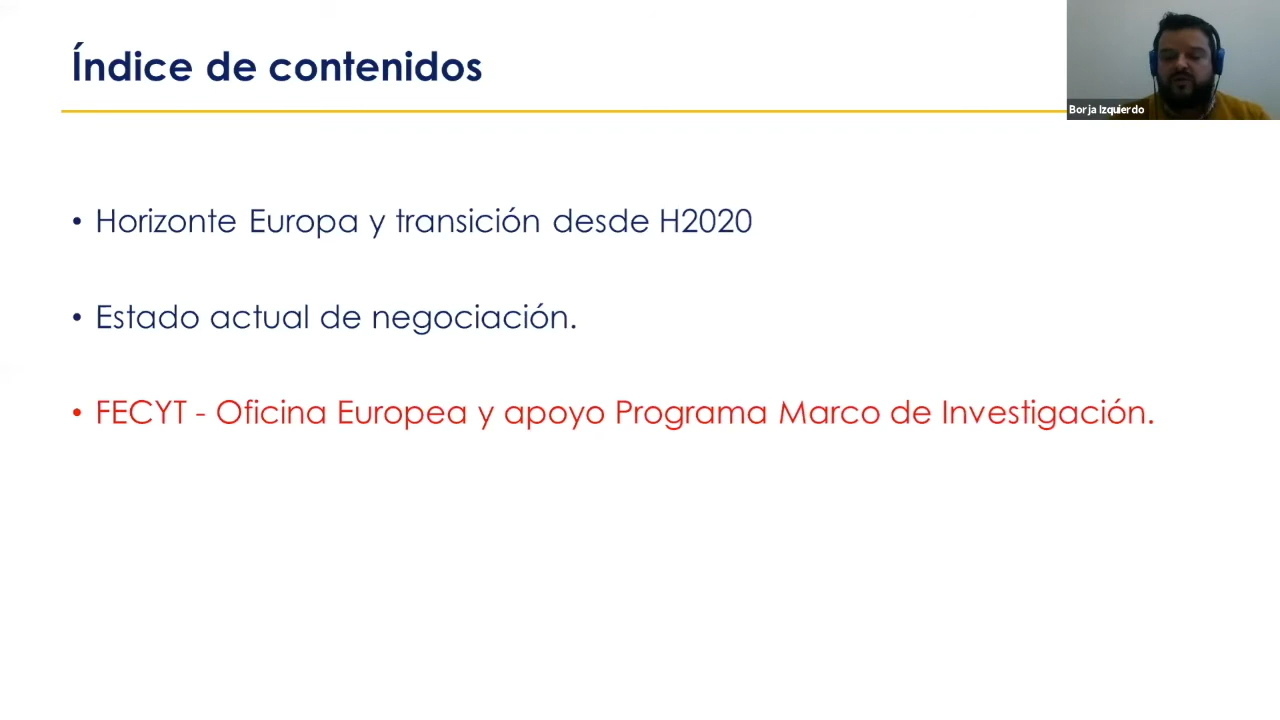 Índice de contenidos
Borja Izquierdo
• Horizonte Europa y transición desde H2020
• Estado actual de negociación.
• FECYT - Oficina Europea y apoyo Programa Marco de Investigación.